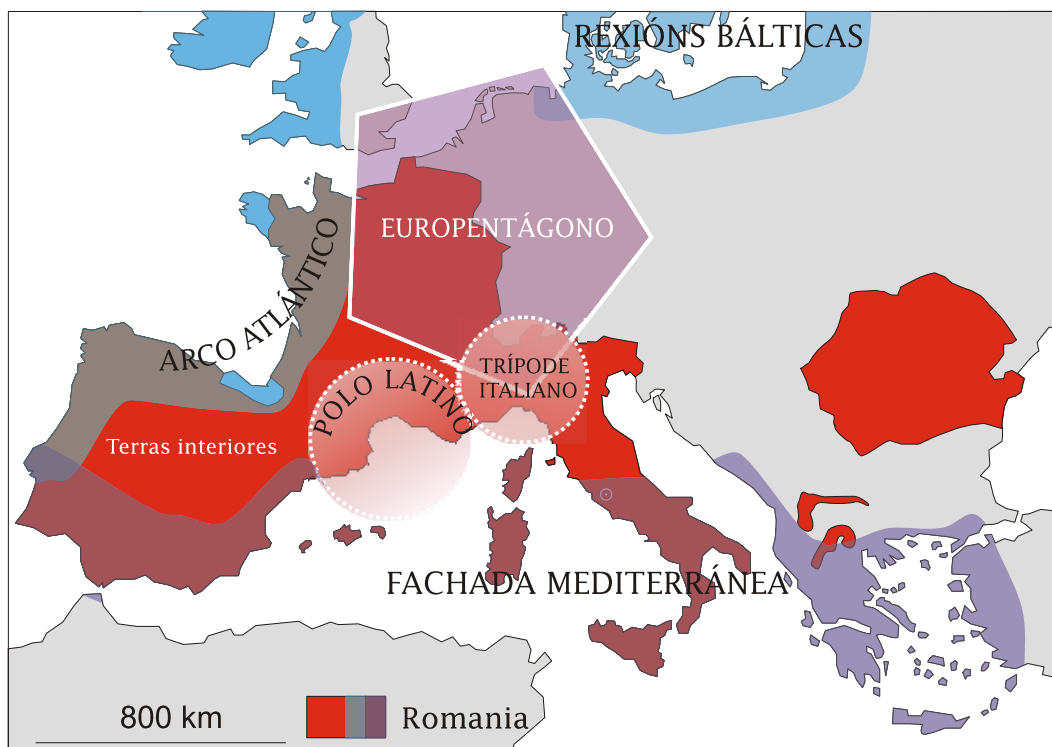 REXIÓNS BÁLTICAS
EUROPENTÁGONO
ARCO ATLÁNTICO
TRÍPODE
ITALIANO
POLO LATINO
Terras interiores
FACHADA MEDITERRÁNEA
800 km
Romania